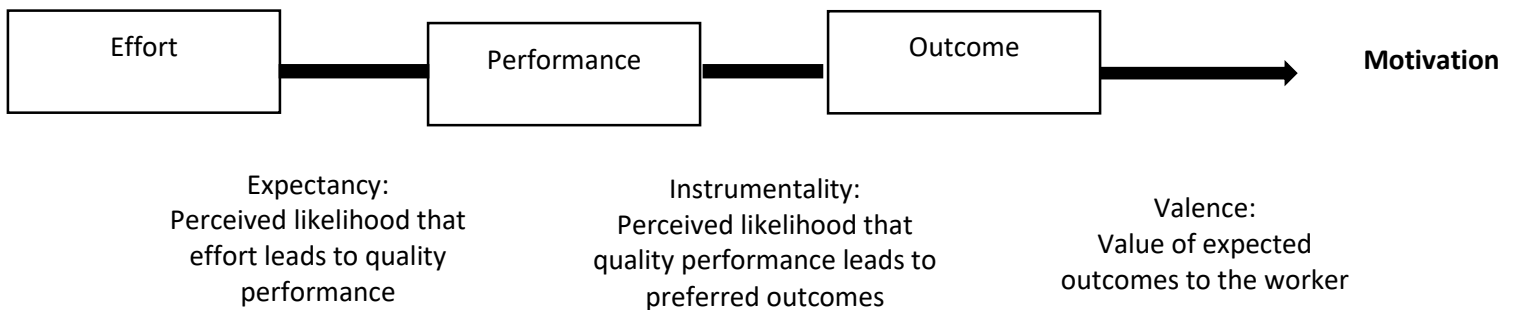 Effort
Performance
Outcome
Motivation
Expectancy:
Perceived likelihood that
effort leads to quality
performance
Instrumentality:
Perceived likelihood that
quality performance leads to
preferred outcomes
Valence:
Value of expected
outcomes to the worker